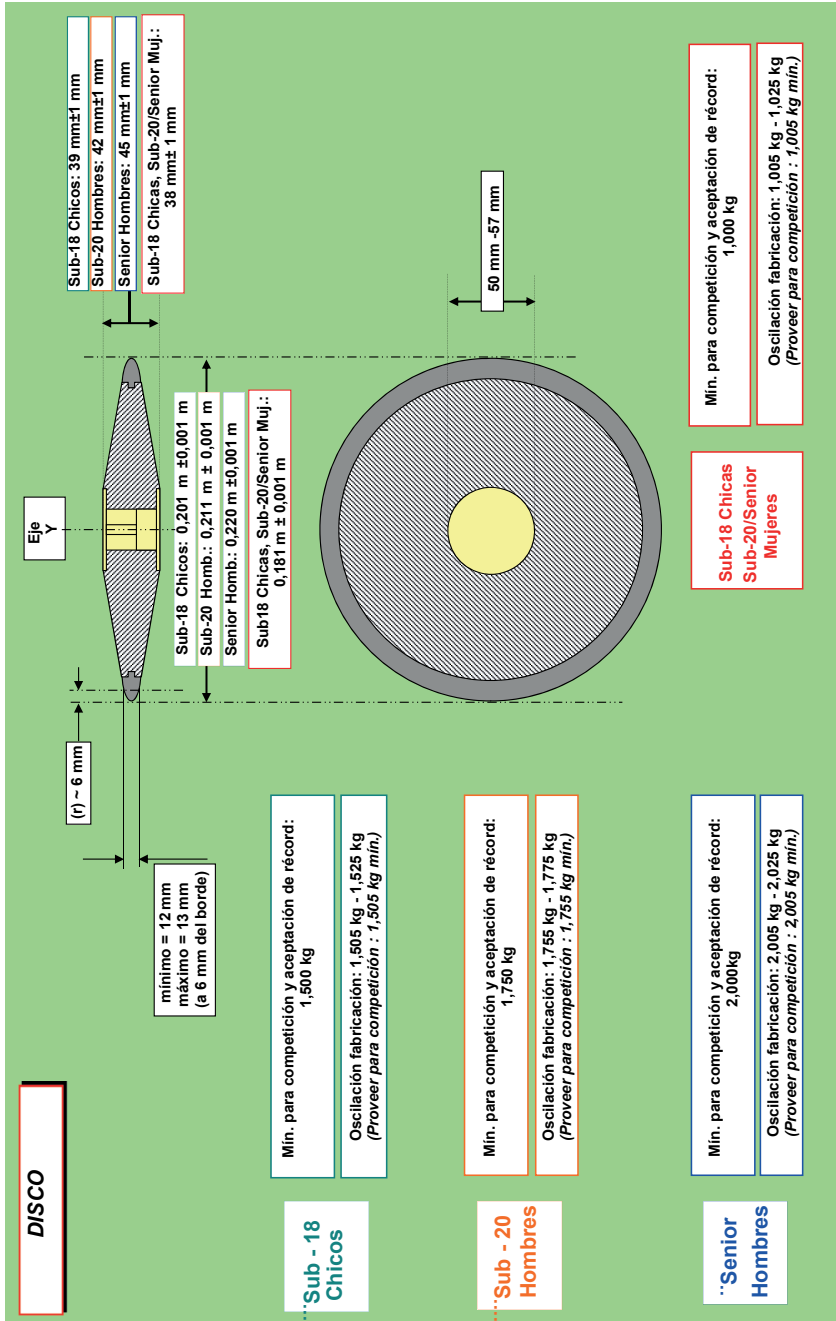 DISCO
(r) ~ 6 mm
mínimo = 12 mm
máximo = 13 mm
(a 6 mm del borde)
Eje
Y
Sub-18 Chicos: 39 mm±1 mm
Sub-20 Hombres: 42 mm±1 mm
Senior Hombres: 45 mm±1 mm
Sub-18 Chicas, Sub-20/Senior Muj.:
38 mm± 1 mm
Sub-18 Chicos: 0,201 m ±0,001 m
Sub-20 Homb.: 0,211 m ± 0,001 m
Senior Homb.: 0,220 m ±0,001 m
Sub18 Chicas, Sub-20/Senior Muj.:
0,181 m ± 0,001 m
50 mm -57 mm
Sub - 18
Chicos
Mín. para competición y aceptación de récord:
1,500 kg
Oscilación fabricación: 1,505 kg - 1,525 kg
(Proveer para competición : 1,505 kg mín.)
Sub - 20
Hombres
Mín. para competición y aceptación de récord:
1,750 kg
Oscilación fabricación: 1,755 kg - 1,775 kg
(Proveer para competición : 1,755 kg mín.)
Senior
Hombres
Mín. para competición y aceptación de récord:
2,000kg
Oscilación fabricación: 2,005 kg - 2,025 kg
(Proveer para competición : 2,005 kg mín.)
Sub-18 Chicas
Sub-20/Senior
Mujeres
Mín. para competición y aceptación de récord:
1,000 kg
Oscilación fabricación: 1,005 kg - 1,025 kg
(Proveer para competición : 1,005 kg mín.)